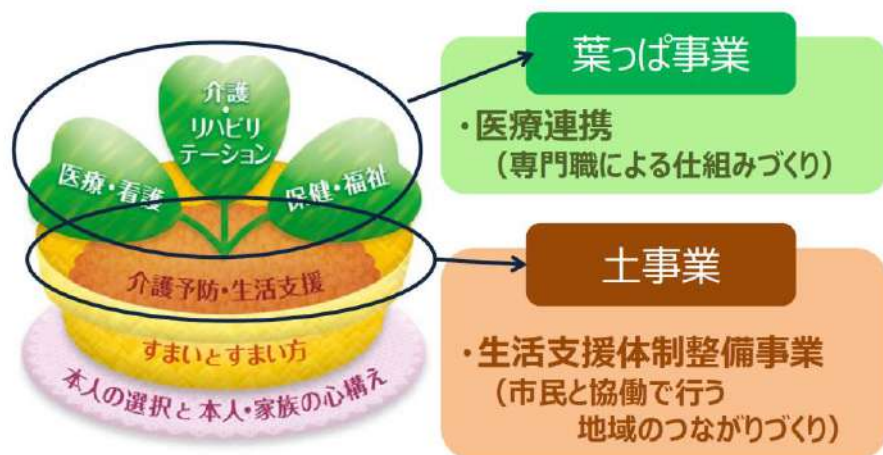 介護
・
リハビリ
テーション
医療・看護
保健・福祉
介護予防・生活支援
すまいとすまい方
本人の選択と本人・家族の心構え
葉っぱ事業
・医療連携
(専門職による仕組みづくり)
土事業
・生活支援体制整備事業
(市民と協働で行う
地域のつながりづくり)